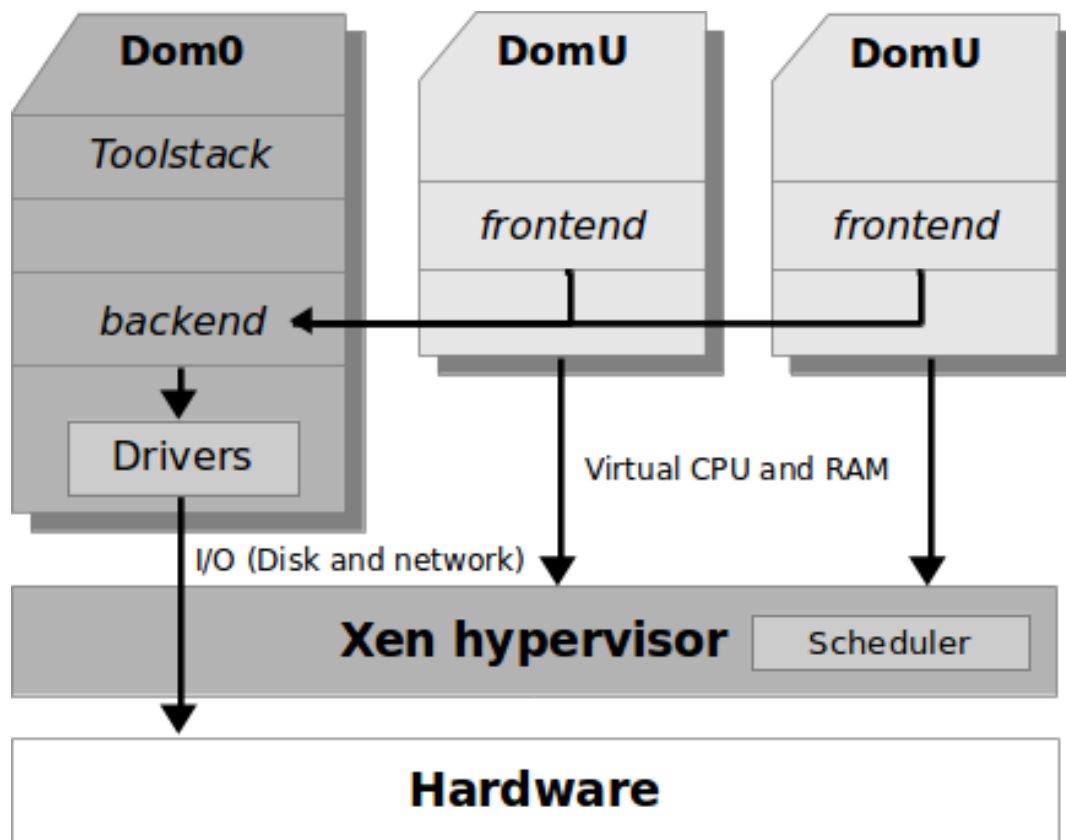 Dom0
Toolstack
backend
Drivers
DomU
frontend
DomU
frontend
Virtual CPU and RAM
I/O (Disk and network)
Xen hypervisor
Scheduler
Hardware